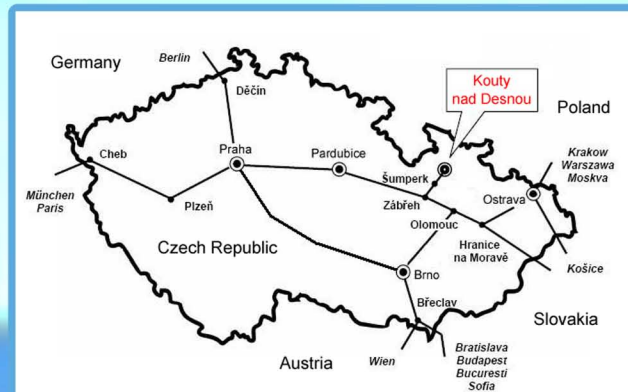 Berlin
Germany
Děčín
Kouty
nad Desnou
Poland
Praha
Pardubice
Cheb
Krakow
Warszawa
Moskva
Šumperk
München
Paris
Plzeň
Zábřeh
Ostrava
Olomouc
Hranice
na Moravě
Czech Republic
Košice
Brno
Břeclav
Slovakia
Austria
Wien
Bratislava
Budapest
Bucuresti
Sofia